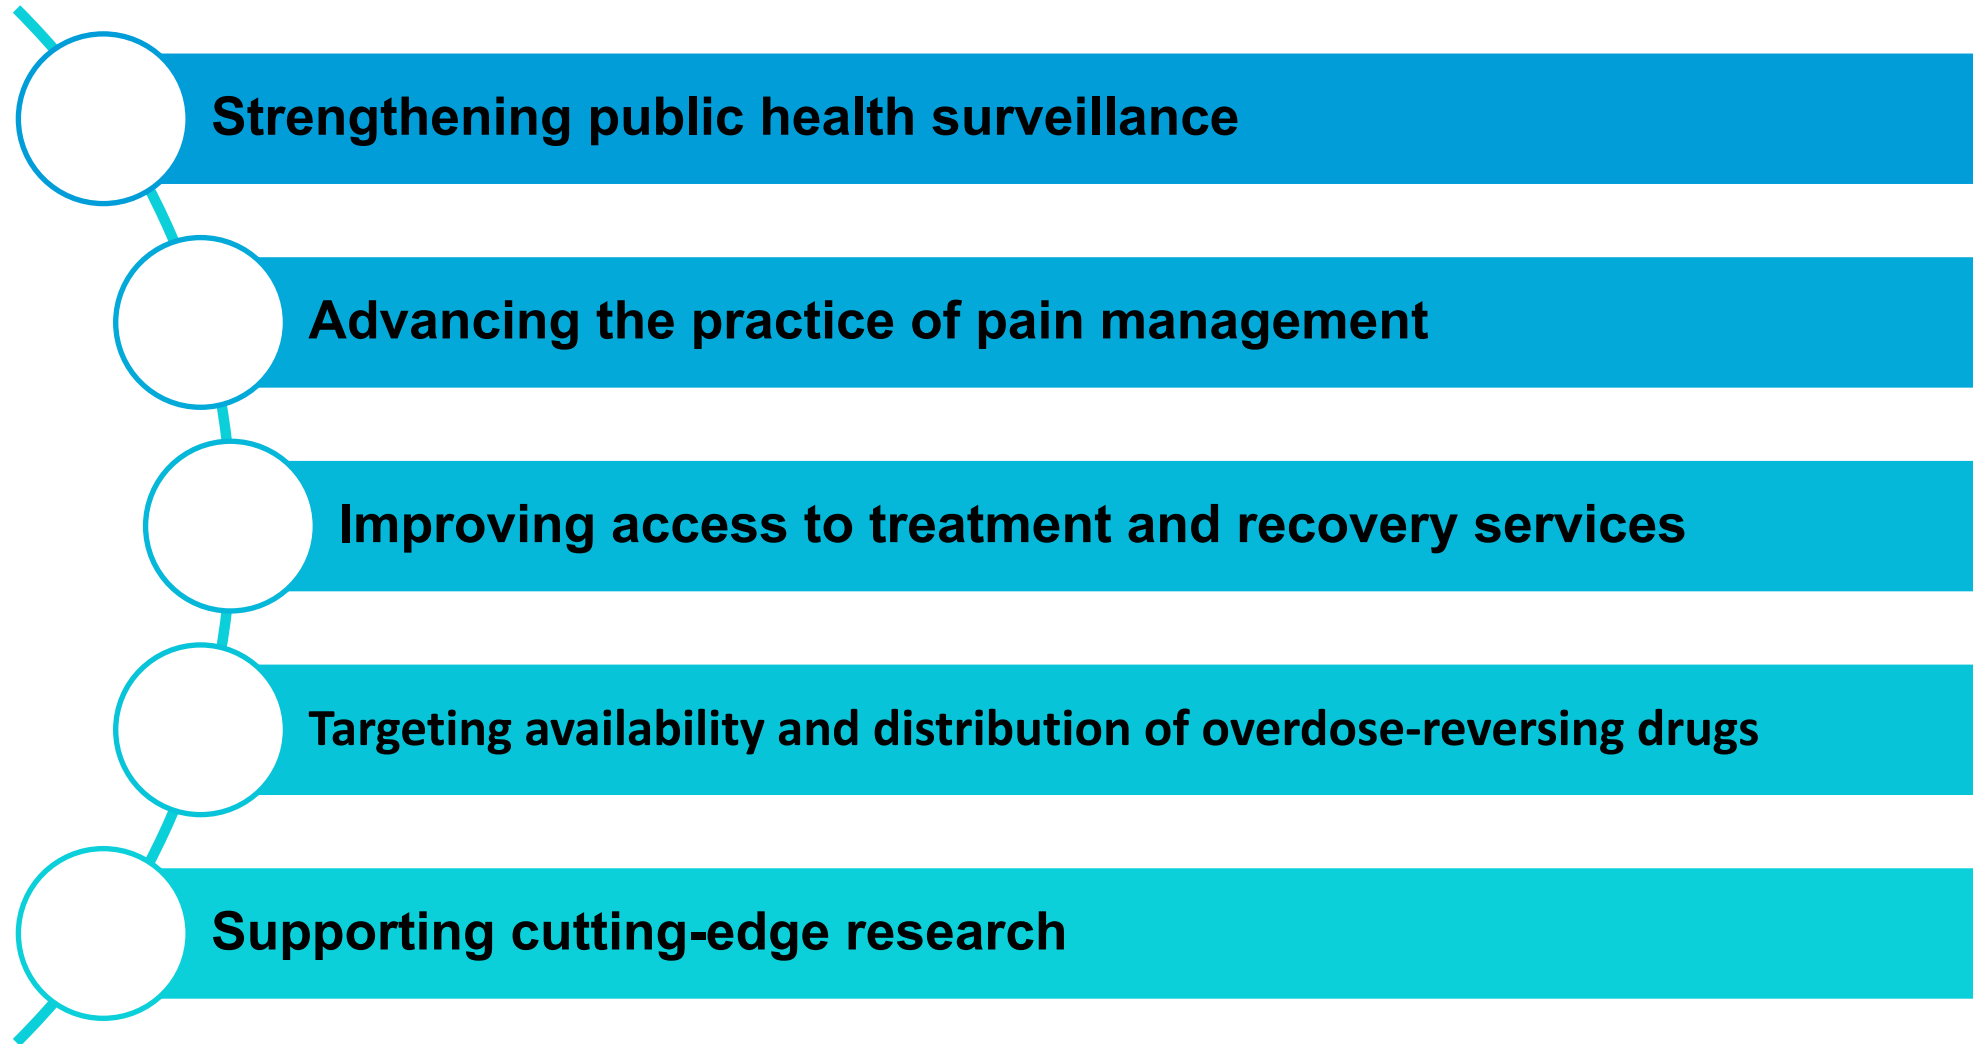 Strengthening public health surveillance
Advancing the practice of pain management
Improving access to treatment and recovery services
Targeting availability and distribution of overdose-reversing drugs
Supporting cutting-edge research